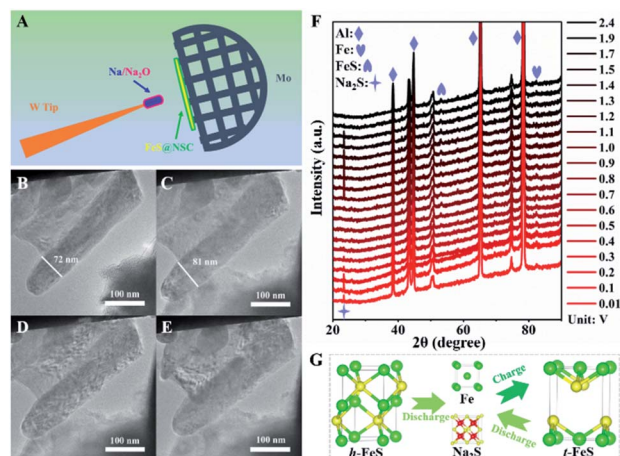 A
Na/Na2O
Mo
W Tip
FeS@NSC
B
72 nm
100 nm
C
81 nm
100 nm
D
100 nm
E
100 nm
F
Al:
Fe:
FeS:
Na2S:
Intensity (a.u.)
20 40 60 80
2θ (degree)
2.4
1.9
1.7
1.5
1.4
1.3
1.2
1.1
1.0
0.9
0.8
0.7
0.6
0.5
0.4
0.3
0.2
0.1
0.01
Unit: V
G
Discharge
Fe
Na2S
Charge
Discharge
h-FeS
t-FeS